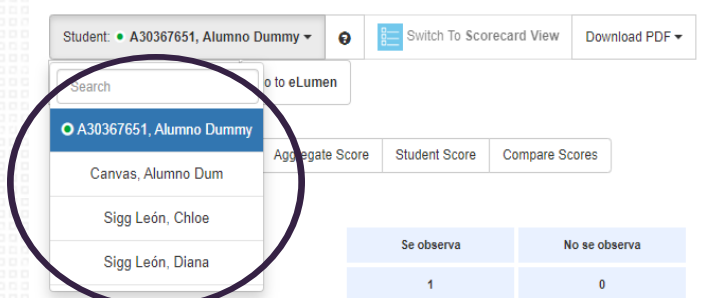 Student: A30367651, Alumno Dummy
Switch To Scorecard View
Download PDF
Search
o to eLumen
A30367651, Alumno Dummy
Aggregate Score
Student Score
Compare Scores
Canvas, Alumno Dum
Sigg León, Chloe
Sigg León, Diana
Se observa
No se observa
1
0